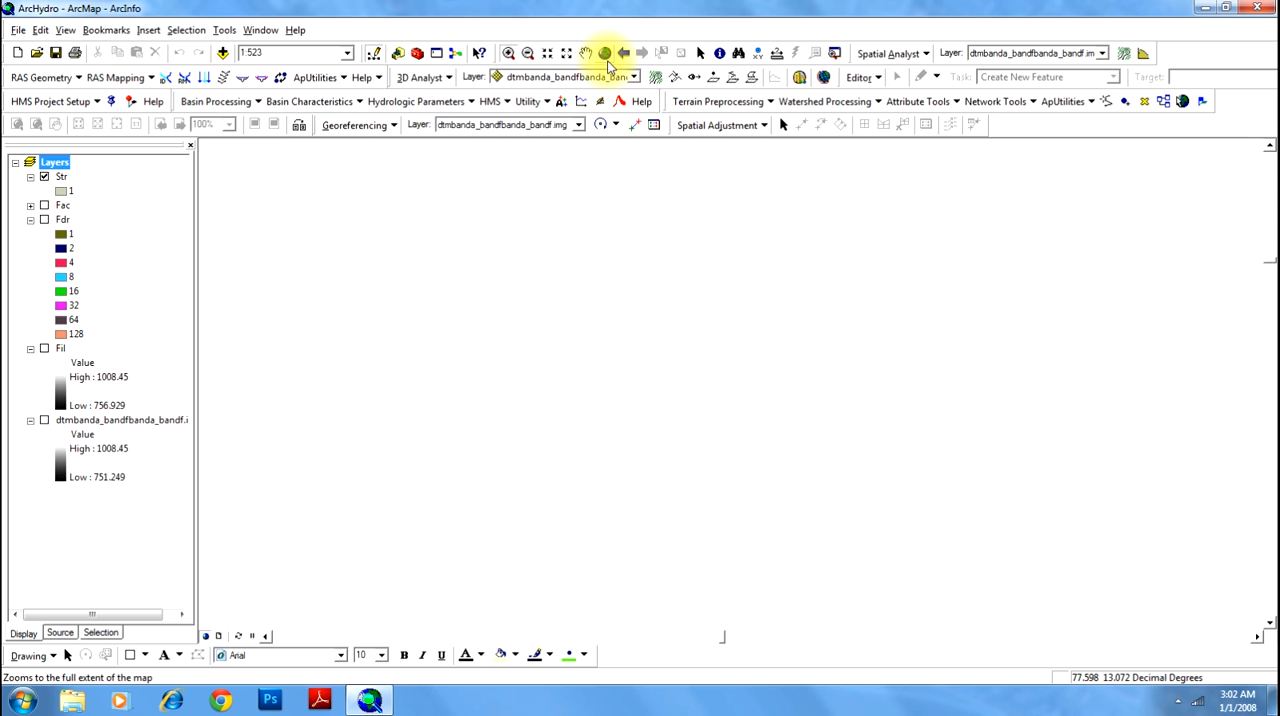 ArcHydro - ArcMap - ArcInfo
File Edit View Bookmarks Insert Selection Tools Window Help
1:523 Spatial Analyst Layer: dtmbanda_bandfbanda_bandf.im
RAS Geometry RAS Mapping ApUtilities Help 3D Analyst Layer: dtmbanda_bandfbanda_ban Editor Task: Create New Feature Target:
HMS Project Setup Help Basin Processing Basin Characteristics Hydrologic Parameters HMS Utility Help Terrain Preprocessing Watershed Processing Attribute Tools Network Tools ApUtilities
100% Georeferencing Layer: dtmbanda_bandfbanda_bandf.img Spatial Adjustment
Layers
Str
1
Fac
Fdr
1
2
4
8
16
32
64
128
Fil
Value
High : 1008.45
Low : 756.929
dtmbanda_bandfbanda_bandf.i
Value
High : 1008.45
Low : 751.249
Display Source Selection
Drawing A Arial 10 B I U A
Zooms to the full extent of the map 77.598 13.072 Decimal Degrees
Ps 3:02 AM
1/1/2008